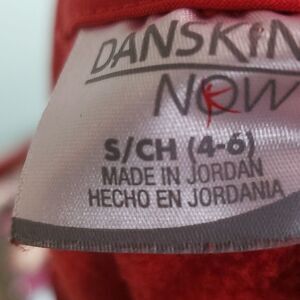 DANSKIN
NOW
S/CH (4-6)
MADE IN JORDAN
HECHO EN JORDANIA